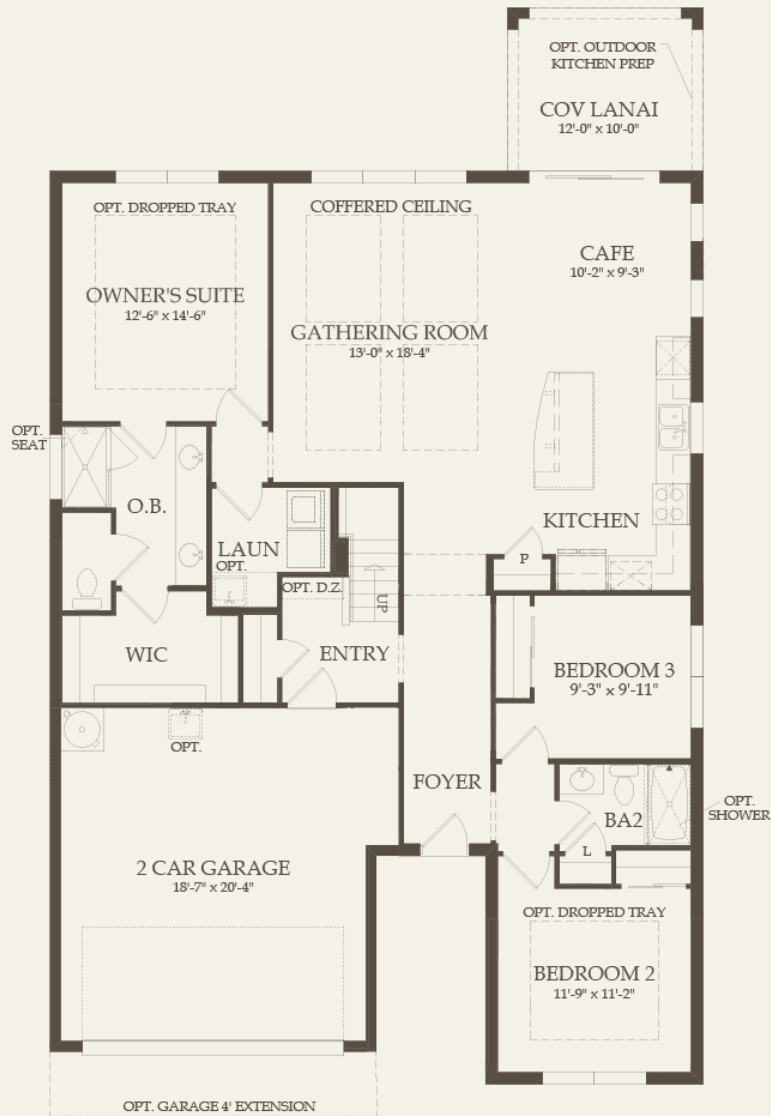 OPT. OUTDOOR
KITCHEN PREP
COV LANAI
12'-0" x 10'-0"
OPT. DROPPED TRAY
COFFERED CEILING
CAFE
10'-2" x 9'-3"
OWNER'S SUITE
12'-6" x 14'-6"
GATHERING ROOM
13'-0" x 18'-4"
OPT.
SEAT
O.B.
KITCHEN
LAUN
OPT.
P
OPT. D.Z.
UP
WIC
ENTRY
BEDROOM 3
9'-3" x 9'-11"
OPT.
FOYER
OPT.
SHOWER
BA2
L
2 CAR GARAGE
18'-7" x 20'-4"
OPT. DROPPED TRAY
BEDROOM 2
11'-9" x 11'-2"
OPT. GARAGE 4' EXTENSION